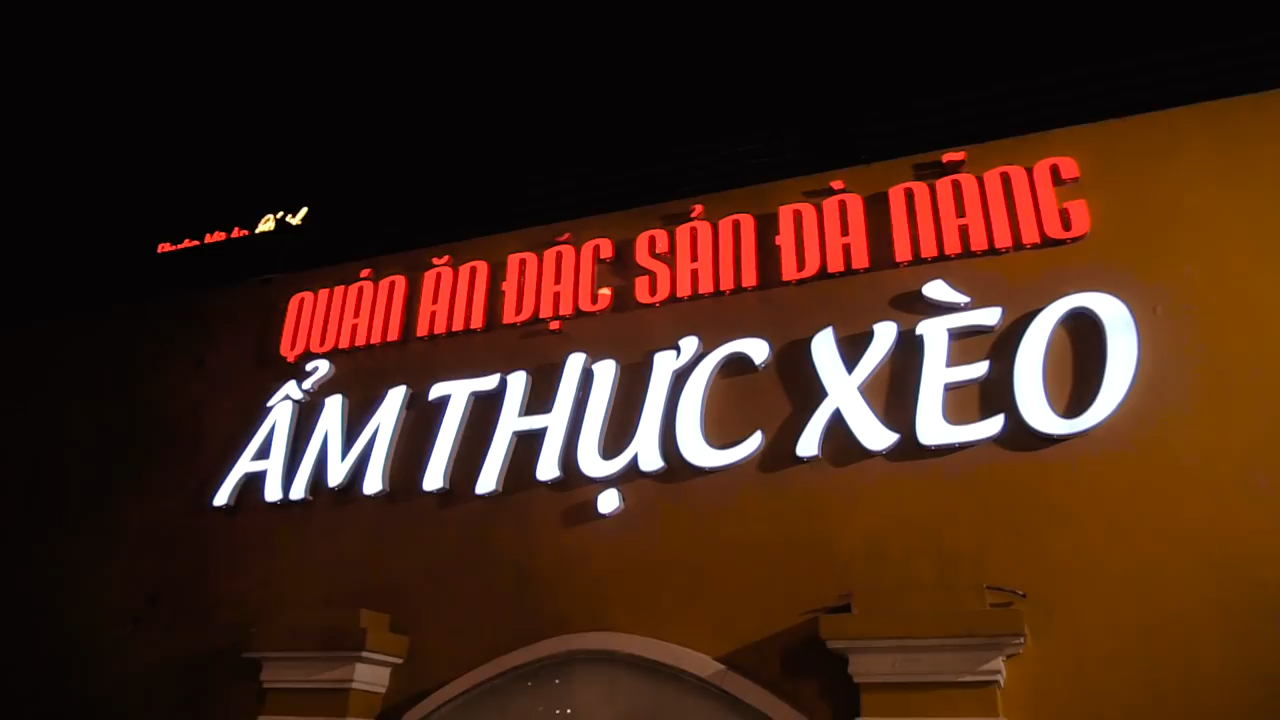 QUÁN ĂN ĐẶC SẢN ĐÀ NẴNG
ẨM THỰC XÈO